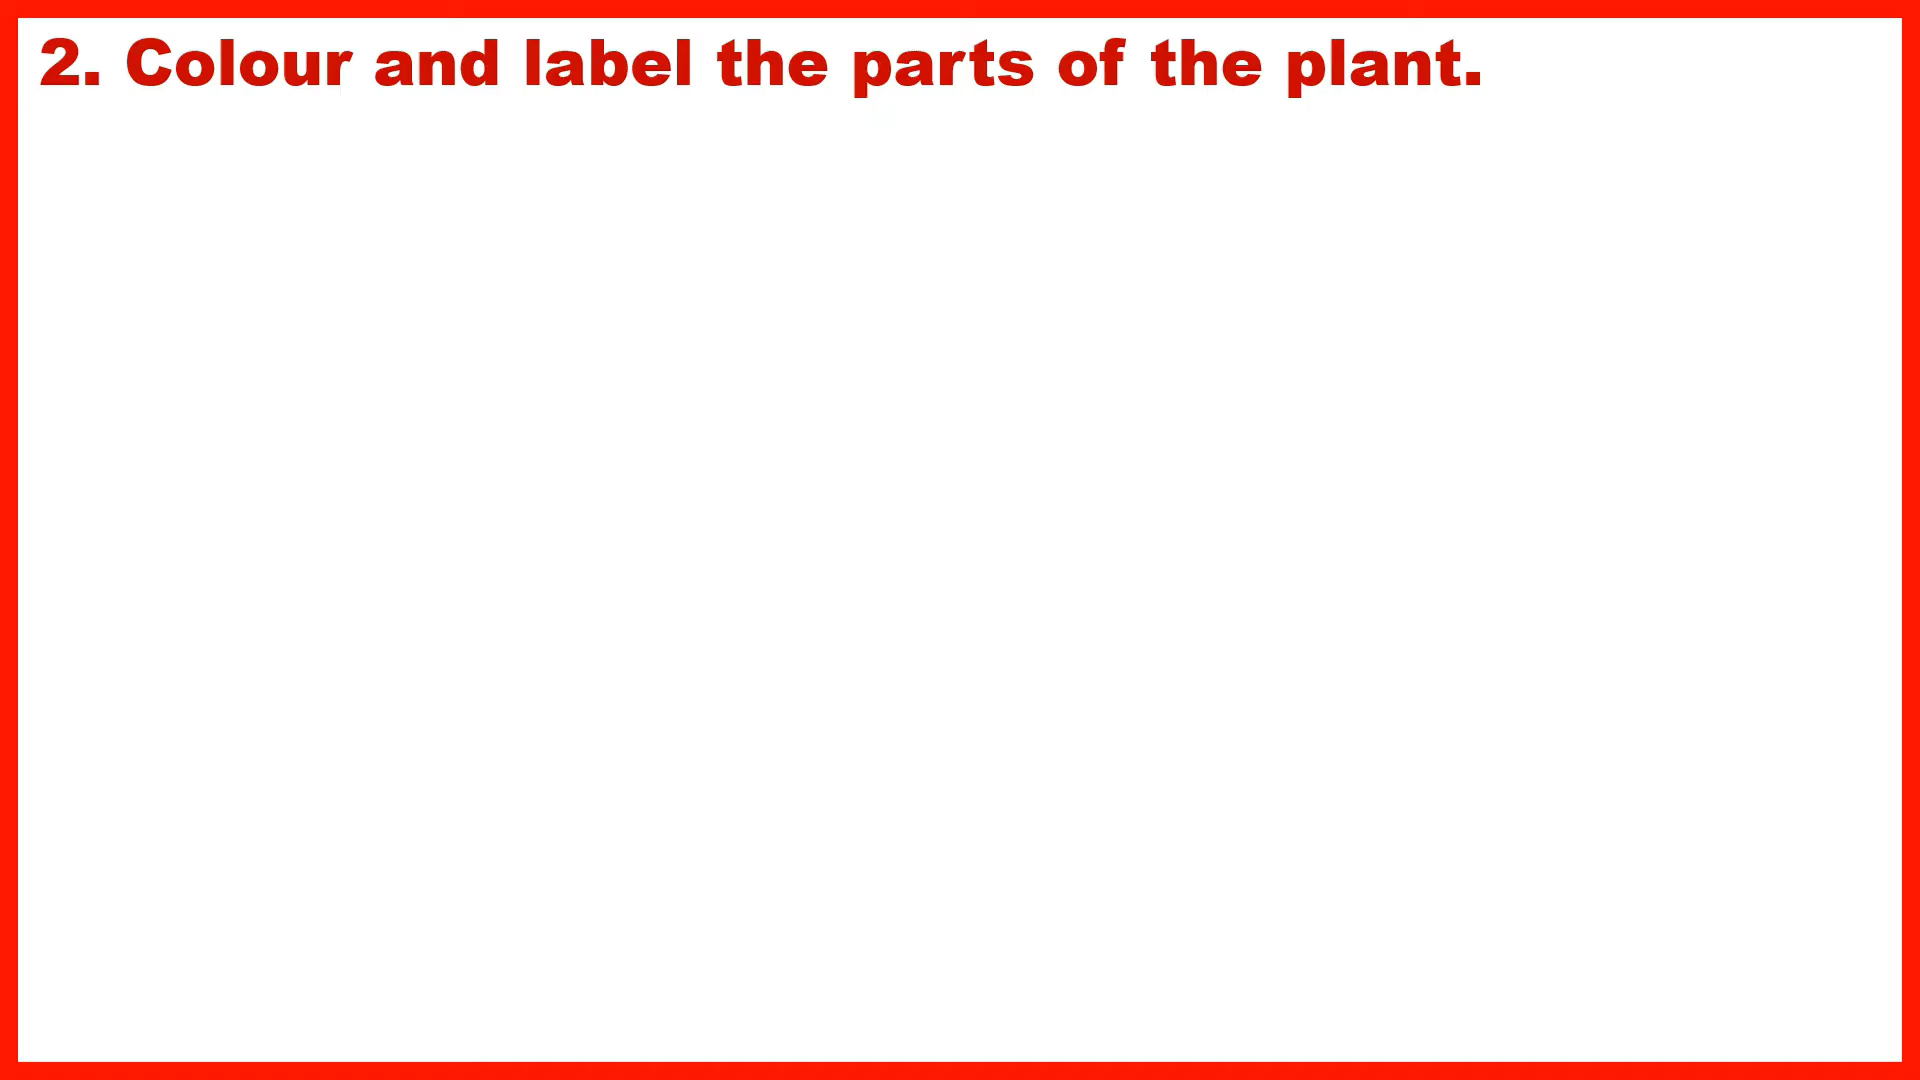 2. Colour and label the parts of the plant.